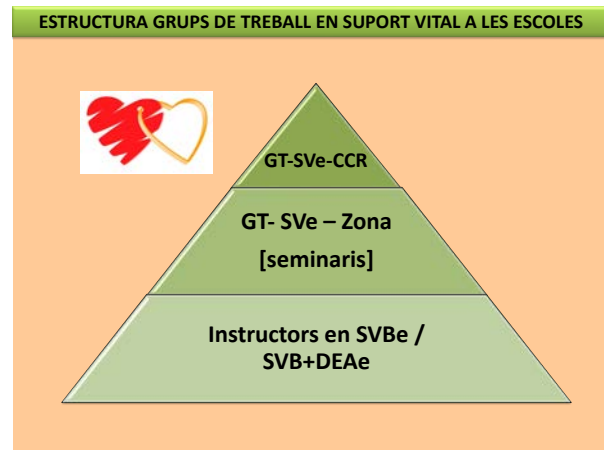 ESTRUCTURA GRUPS DE TREBALL EN SUPORT VITAL A LES ESCOLES
GT-SVe-CCR
GT- SVe – Zona
[seminaris]
Instructors en SVBe /
SVB+DEAe